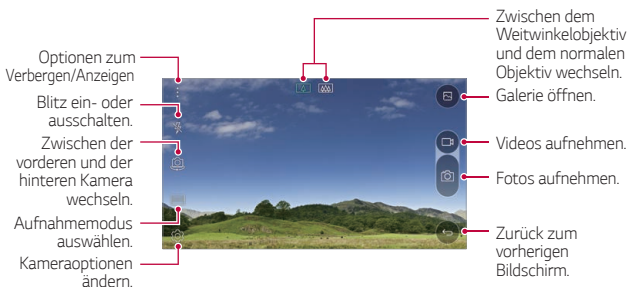 Optionen zum
Verbergen/Anzeigen
Blitz ein- oder
ausschalten.
Zwischen der
vorderen und der
hinteren Kamera
wechseln.
Aufnahmemodus
auswählen.
Kameraoptionen
ändern.
Zwischen dem
Weitwinkelobjektiv
und dem normalen
Objektiv wechseln.
Galerie öffnen.
Videos aufnehmen.
Fotos aufnehmen.
Zurück zum
vorherigen
Bildschirm.